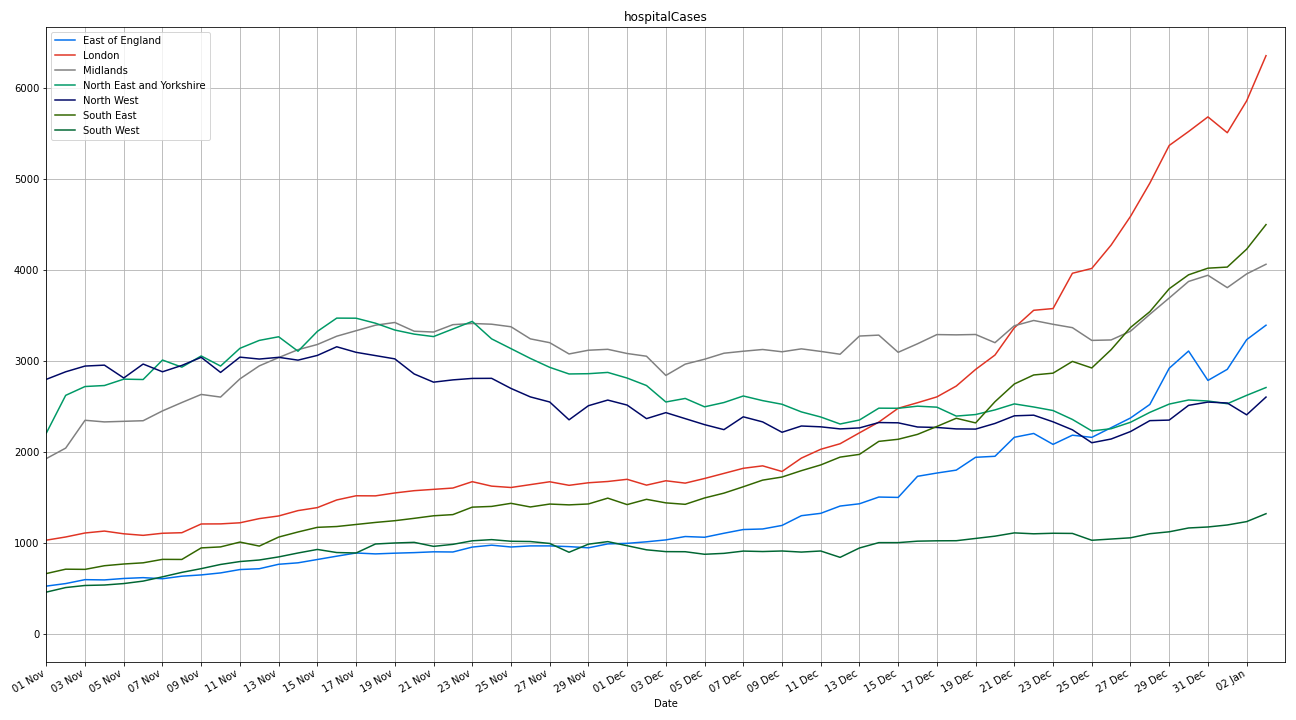 hospitalCases
East of England
London
Midlands
North East and Yorkshire
North West
South East
South West
6000
5000
4000
3000
2000
1000
0
01 Nov 03 Nov 05 Nov 07 Nov 09 Nov 11 Nov 13 Nov 15 Nov 17 Nov 19 Nov 21 Nov 23 Nov 25 Nov 27 Nov 29 Nov 01 Dec 03 Dec 05 Dec 07 Dec 09 Dec 11 Dec 13 Dec 15 Dec 17 Dec 19 Dec 21 Dec 23 Dec 25 Dec 27 Dec 29 Dec 31 Dec 02 Jan
Date